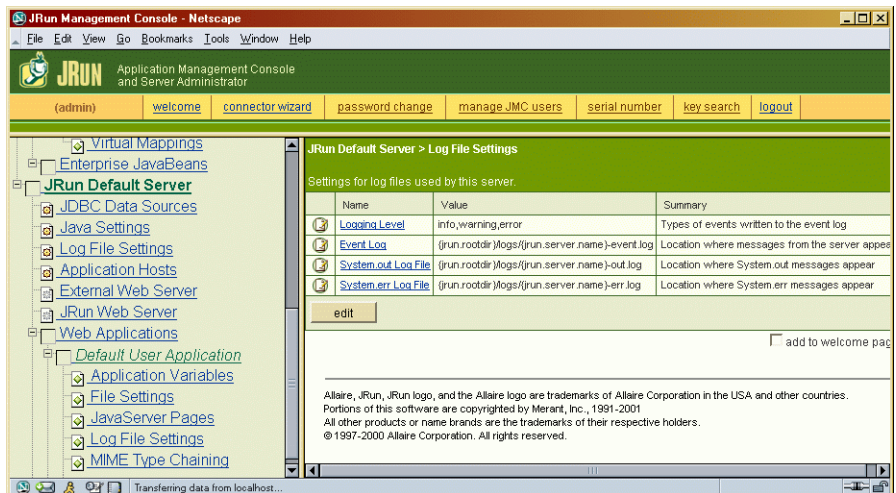 JRun Management Console - Netscape
File Edit View Go Bookmarks Tools Window Help
JRUN
Application Management Console
and Server Administrator
(admin) welcome connector wizard password change manage JMC users serial number key search logout
Virtual Mappings
Enterprise JavaBeans
JRun Default Server
JDBC Data Sources
Java Settings
Log File Settings
Application Hosts
External Web Server
JRun Web Server
Web Applications
Default User Application
Application Variables
File Settings
JavaServer Pages
Log File Settings
MIME Type Chaining
JRun Default Server > Log File Settings
Settings for log files used by this server.
Name Value Summary
Logging Level info,warning,error Types of events written to the event log
Event Log {jrun.rootdir}/logs/{jrun.server.name}-event.log Location where messages from the server appea
System.out Log File {jrun.rootdir}/logs/{jrun.server.name}-out.log Location where System.out messages appear
System.err Log File {jrun.rootdir}/logs/{jrun.server.name}-err.log Location where System.err messages appear
edit
add to welcome pag
Allaire, JRun, JRun logo, and the Allaire logo are trademarks of Allaire Corporation in the USA and other countries.
Portions of this software are copyrighted by Merant, Inc., 1991-2001
All other products or name brands are the trademarks of their respective holders.
© 1997-2000 Allaire Corporation. All rights reserved.
Transferring data from localhost...